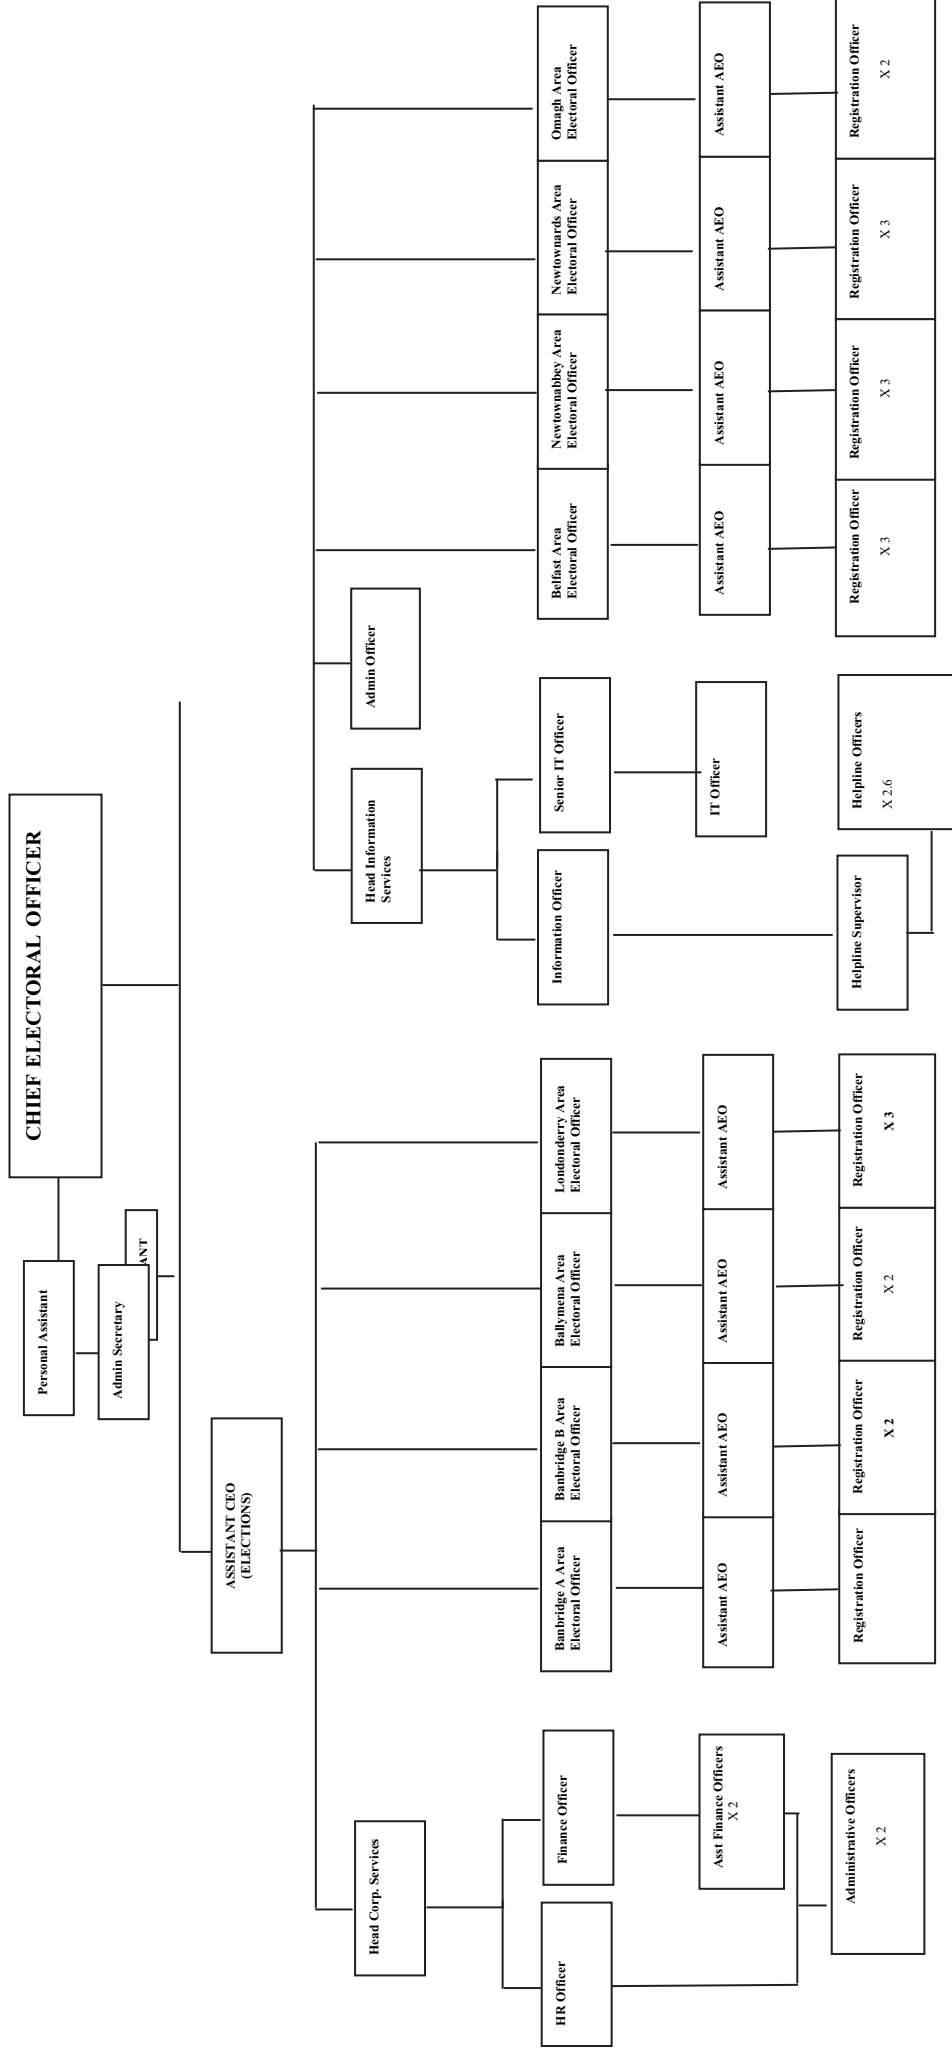 CHIEF ELECTORAL OFFICER
Personal Assistant
Admin Secretary
ANT
ASSISTANT CEO
(ELECTIONS)
Head Corp. Services
Head Information
Services
Admin Officer
HR Officer
Finance Officer
Banbridge A Area
Electoral Officer
Banbridge B Area
Electoral Officer
Ballymena Area
Electoral Officer
Londonderry Area
Electoral Officer
Information Officer
Senior IT Officer
Belfast Area
Electoral Officer
Newtownabbey Area
Electoral Officer
Newtownards Area
Electoral Officer
Omagh Area
Electoral Officer
Asst Finance Officers
X 2
Assistant AEO
Assistant AEO
Assistant AEO
Assistant AEO
IT Officer
Assistant AEO
Assistant AEO
Assistant AEO
Assistant AEO
Administrative Officers
X 2
Registration Officer
Registration Officer
X 2
Registration Officer
X 2
Registration Officer
X 3
Helpline Supervisor
Helpline Officers
X 2.6
Registration Officer
X 3
Registration Officer
X 3
Registration Officer
X 3
Registration Officer
X 2